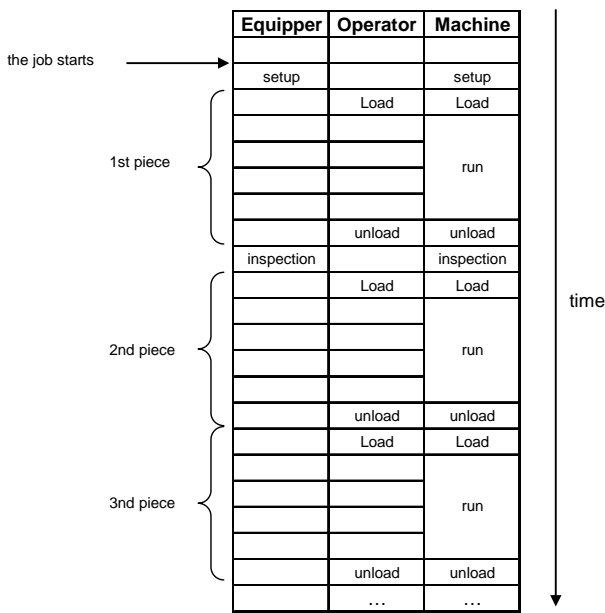 Equipper Operator Machine
the job starts
setup setup
Load Load
1st piece
run
unload unload
inspection inspection
Load Load
time
2nd piece
run
unload unload
Load Load
3nd piece
run
unload unload
… …